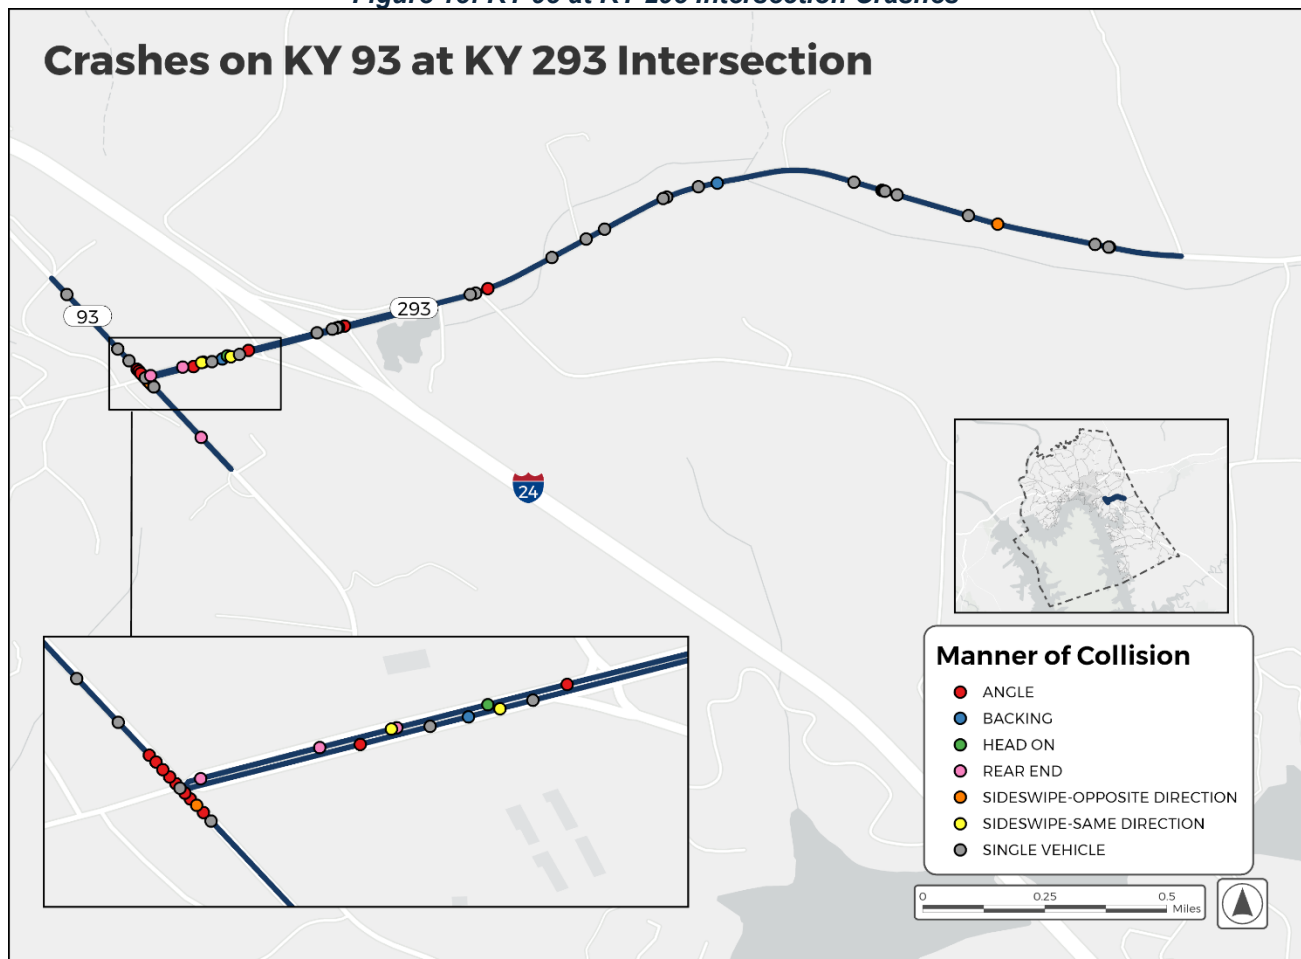 Crashes on KY 93 at KY 293 Intersection
93
293
24
Manner of Collision
ANGLE
BACKING
HEAD ON
REAR END
SIDESWIPE-OPPOSITE DIRECTION
SIDESWIPE-SAME DIRECTION
SINGLE VEHICLE
0 0.25 0.5
Miles